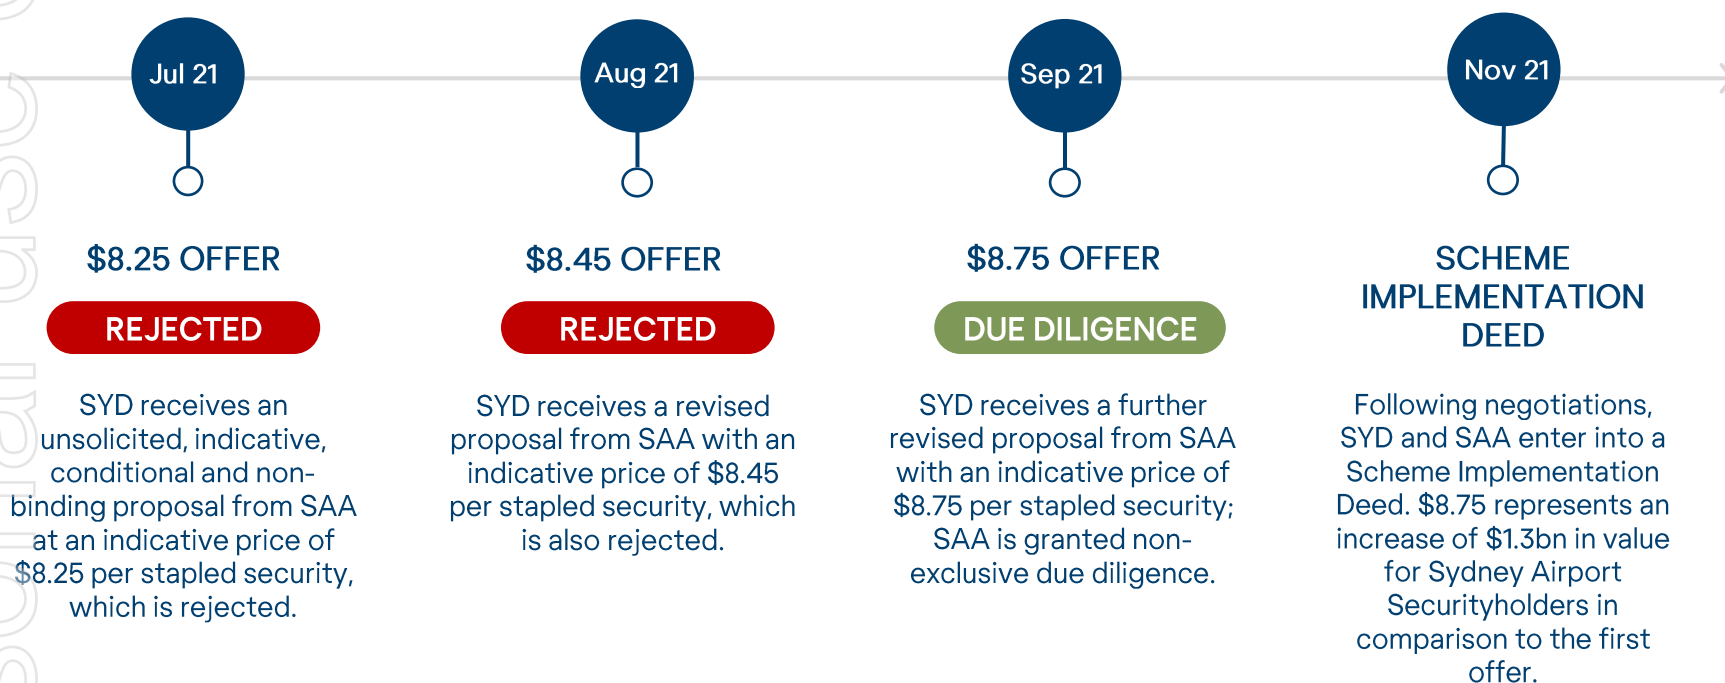 Jul 21
Aug 21
Sep 21
Nov 21
$8.25 OFFER
REJECTED
SYD receives an
unsolicited, indicative,
conditional and non-
binding proposal from SAA
at an indicative price of
$8.25 per stapled security,
which is rejected.
$8.45 OFFER
REJECTED
SYD receives a revised
proposal from SAA with an
indicative price of $8.45
per stapled security, which
is also rejected.
$8.75 OFFER
DUE DILIGENCE
SYD receives a further
revised proposal from SAA
with an indicative price of
$8.75 per stapled security;
SAA is granted non-
exclusive due diligence.
SCHEME
IMPLEMENTATION
DEED
Following negotiations,
SYD and SAA enter into a
Scheme Implementation
Deed. $8.75 represents an
increase of $1.3bn in value
for Sydney Airport
Securityholders in
comparison to the first
offer.